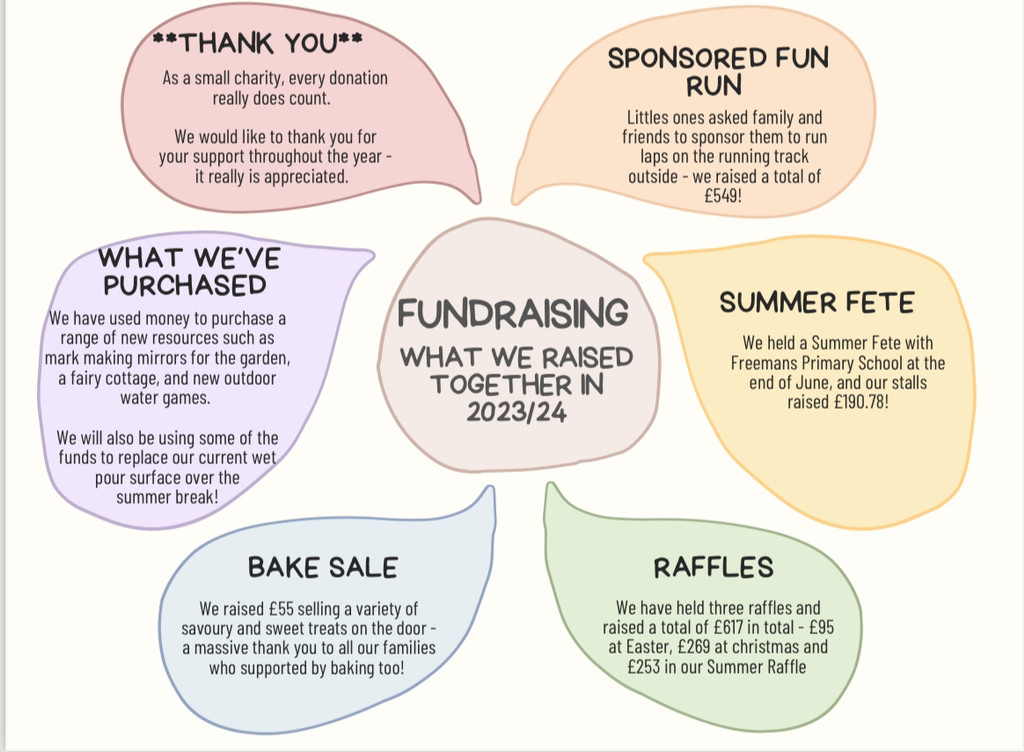 **THANK YOU**
As a small charity, every donation
really does count.
We would like to thank you for
your support throughout the year -
it really is appreciated.
SPONSORED FUN
RUN
Littles ones asked family and
friends to sponsor them to run
laps on the running track
outside - we raised a total of
£549!
WHAT WE'VE
PURCHASED
We have used money to purchase a
range of new resources such as
mark making mirrors for the garden,
a fairy cottage, and new outdoor
water games.
We will also be using some of the
funds to replace our current wet
pour surface over the
summer break!
FUNDRAISING
WHAT WE RAISED
TOGETHER IN
2023/24
SUMMER FETE
We held a Summer Fete with
Freemans Primary School at the
end of June, and our stalls
raised £190.78!
BAKE SALE
We raised £55 selling a variety of
savoury and sweet treats on the door -
a massive thank you to all our families
who supported by baking too!
RAFFLES
We have held three raffles and
raised a total of £617 in total - £95
at Easter, £269 at christmas and
£253 in our Summer Raffle